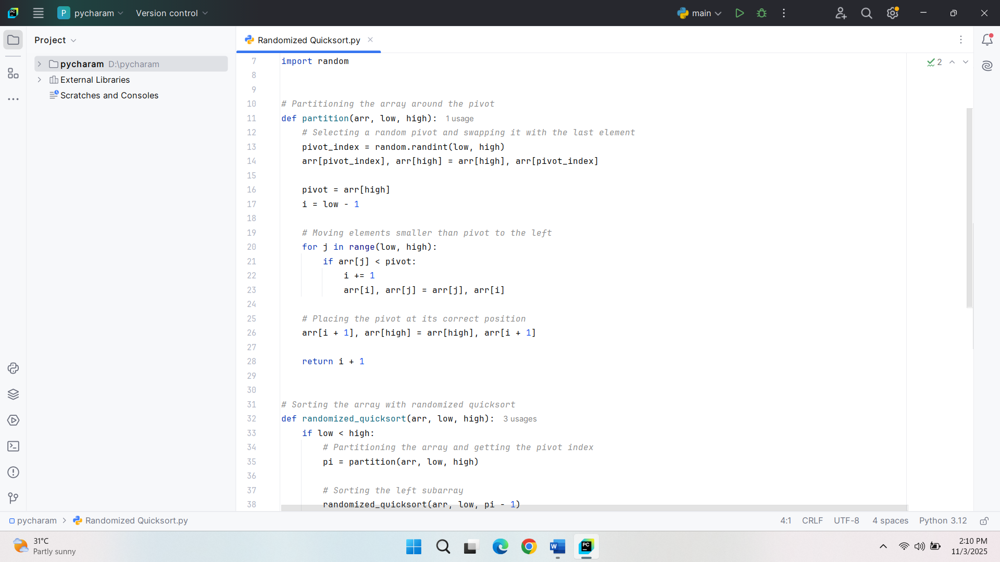 PC
P pycharam Version control main
Project
pycharam D:\pycharam
External Libraries
Scratches and Consoles
Randomized Quicksort.py
2
7 import random
8
9
10 # Partitioning the array around the pivot
11 def partition(arr, low, high): 1 usage
12 # Selecting a random pivot and swapping it with the last element
13 pivot_index = random.randint(low, high)
14 arr[pivot_index], arr[high] = arr[high], arr[pivot_index]
15
16 pivot = arr[high]
17 i = low - 1
18
19 # Moving elements smaller than pivot to the left
20 for j in range(low, high):
21 if arr[j] < pivot:
22 i += 1
23 arr[i], arr[j] = arr[j], arr[i]
24
25 # Placing the pivot at its correct position
26 arr[i + 1], arr[high] = arr[high], arr[i + 1]
27
28 return i + 1
29
30
31 # Sorting the array with randomized quicksort
32 def randomized_quicksort(arr, low, high): 3 usages
33 if low < high:
34 # Partitioning the array and getting the pivot index
35 pi = partition(arr, low, high)
36
37 # Sorting the left subarray
38 randomized_quicksort(arr, low, pi - 1)
pycharam > Randomized Quicksort.py 4:1 CRLF UTF-8 4 spaces Python 3.12
31°C
Partly sunny
W
PC
2:10 PM
11/3/2025